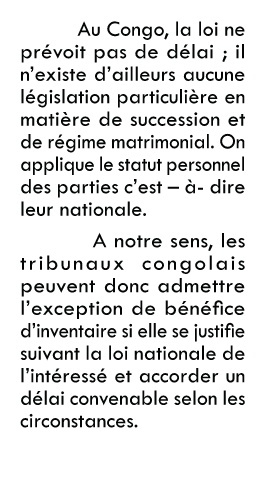 Au Congo, la loi ne
prévoit pas de délai ; il
n'existe d'ailleurs aucune
législation particulière en
matière de succession et
de régime matrimonial. On
applique le statut personnel
des parties c'est – à- dire
leur nationale.
A notre sens, les
tribunaux congolais
peuvent donc admettre
l'exception de bénéfice
d'inventaire si elle se justifie
suivant la loi nationale de
l'intéressé et accorder un
délai convenable selon les
circonstances.